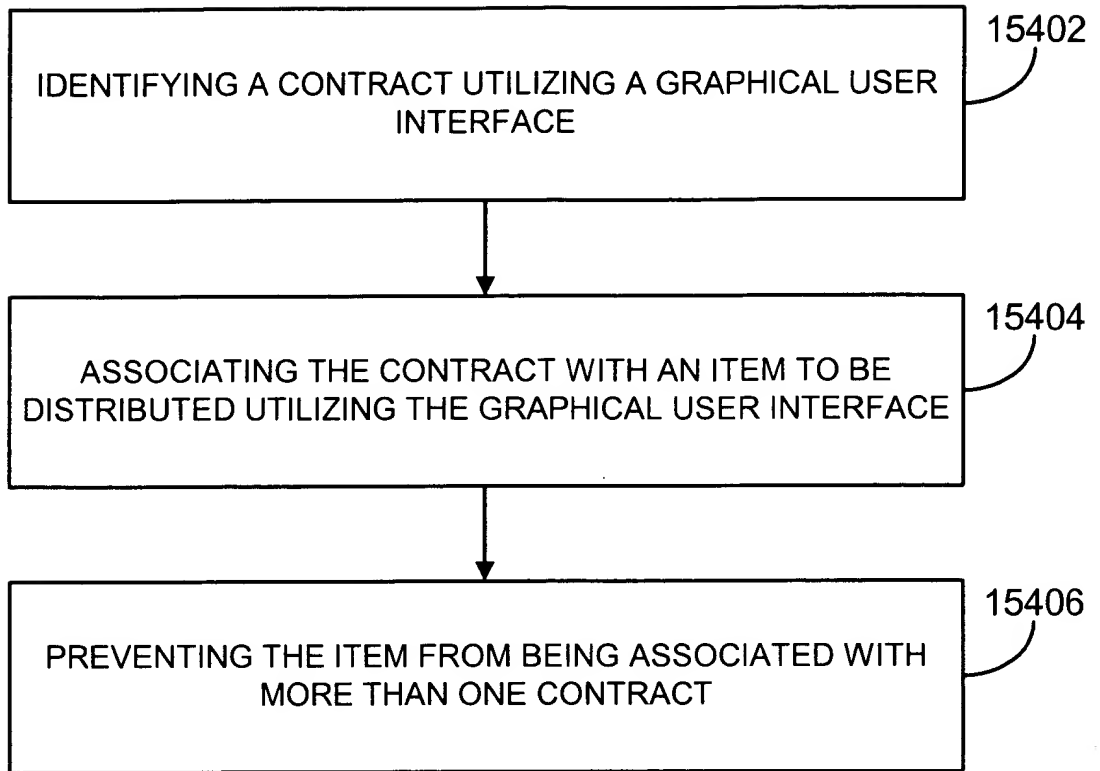 15402
IDENTIFYING A CONTRACT UTILIZING A GRAPHICAL USER
INTERFACE
15404
ASSOCIATING THE CONTRACT WITH AN ITEM TO BE
DISTRIBUTED UTILIZING THE GRAPHICAL USER INTERFACE
15406
PREVENTING THE ITEM FROM BEING ASSOCIATED WITH
MORE THAN ONE CONTRACT